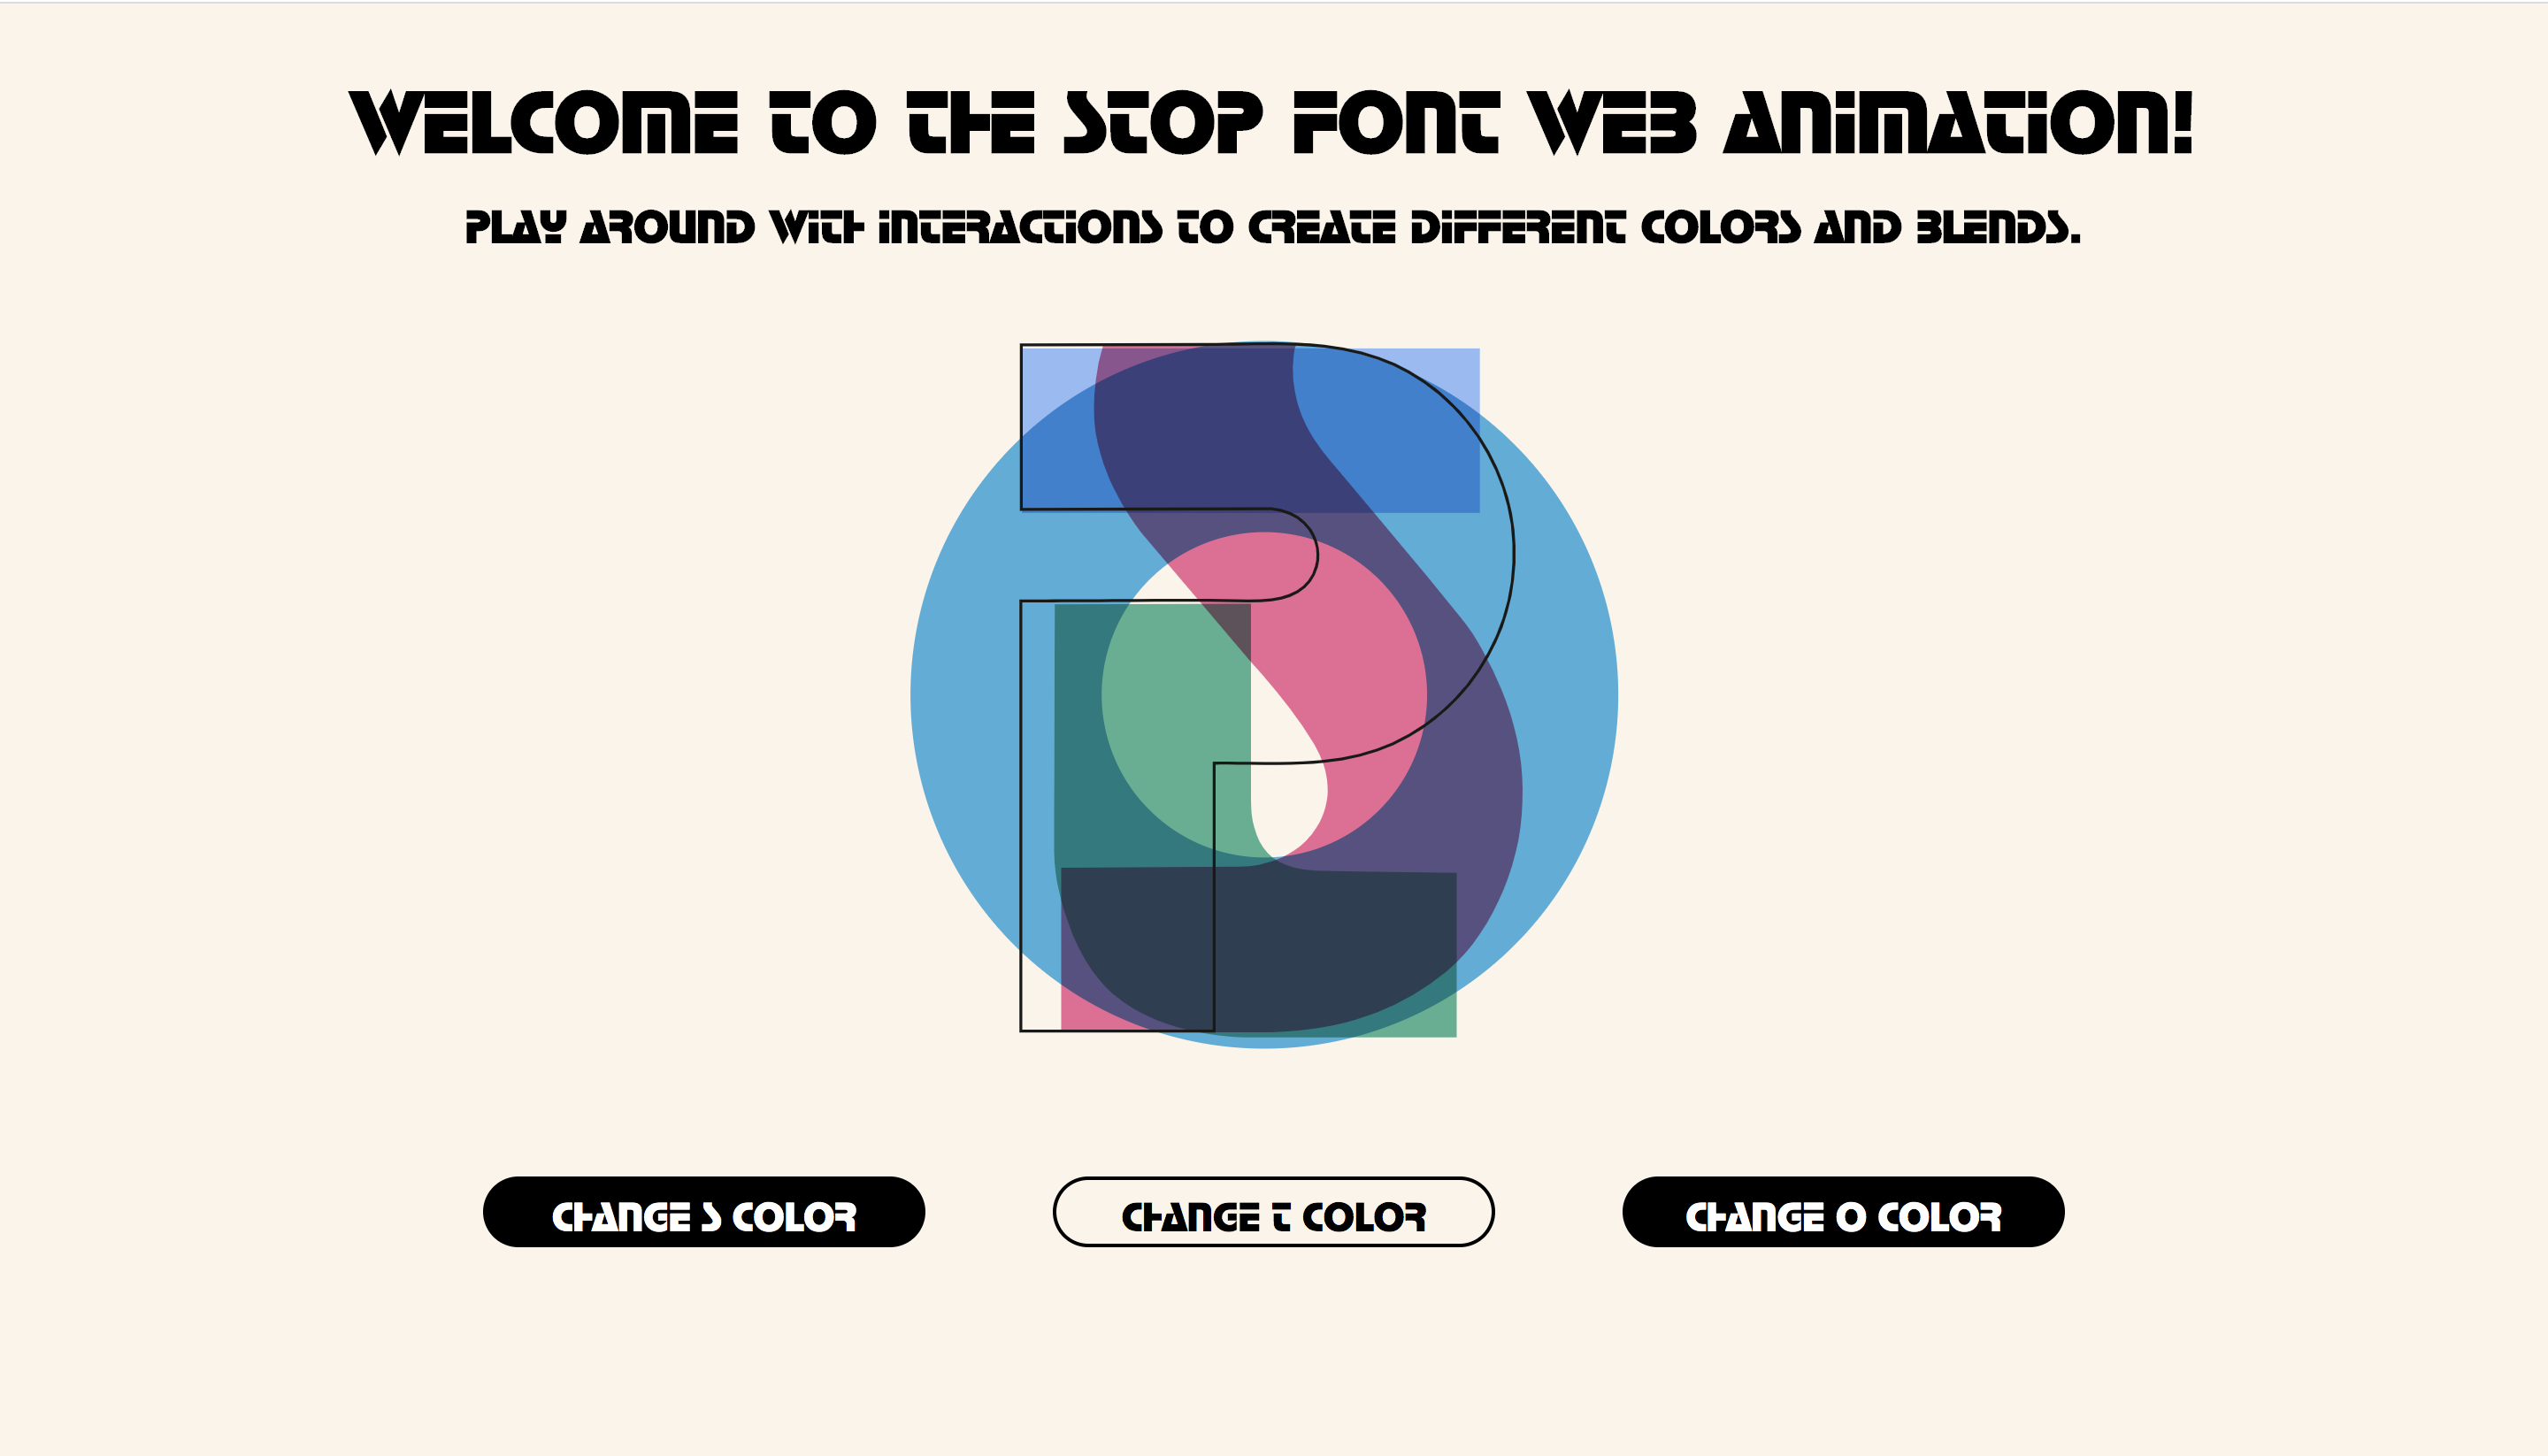 WELCOME TO THE STOP FONT WEB ANIMATION!
PLAY AROUND WITH INTERACTIONS TO CREATE DIFFERENT COLORS AND BLENDS.
CHANGE S COLOR
CHANGE T COLOR
CHANGE O COLOR